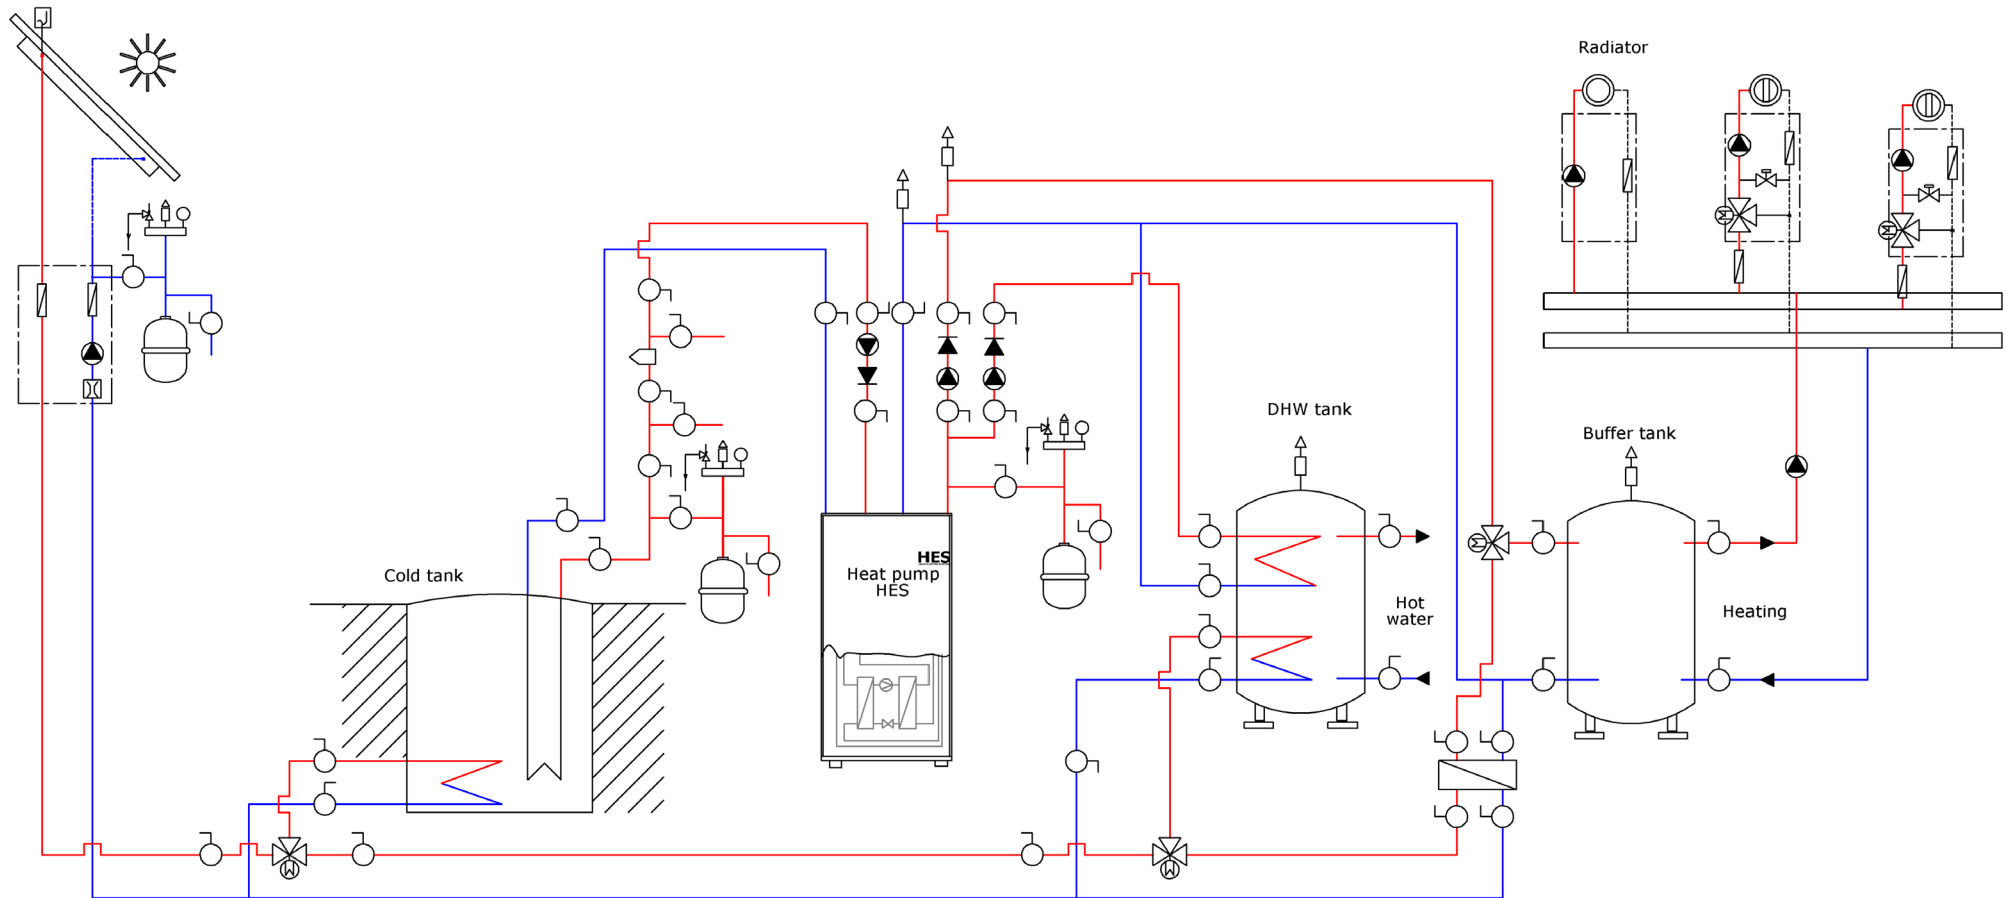 Radiator
DHW tank
Buffer tank
HES
Cold tank
Heat pump
HES
Hot
water
Heating